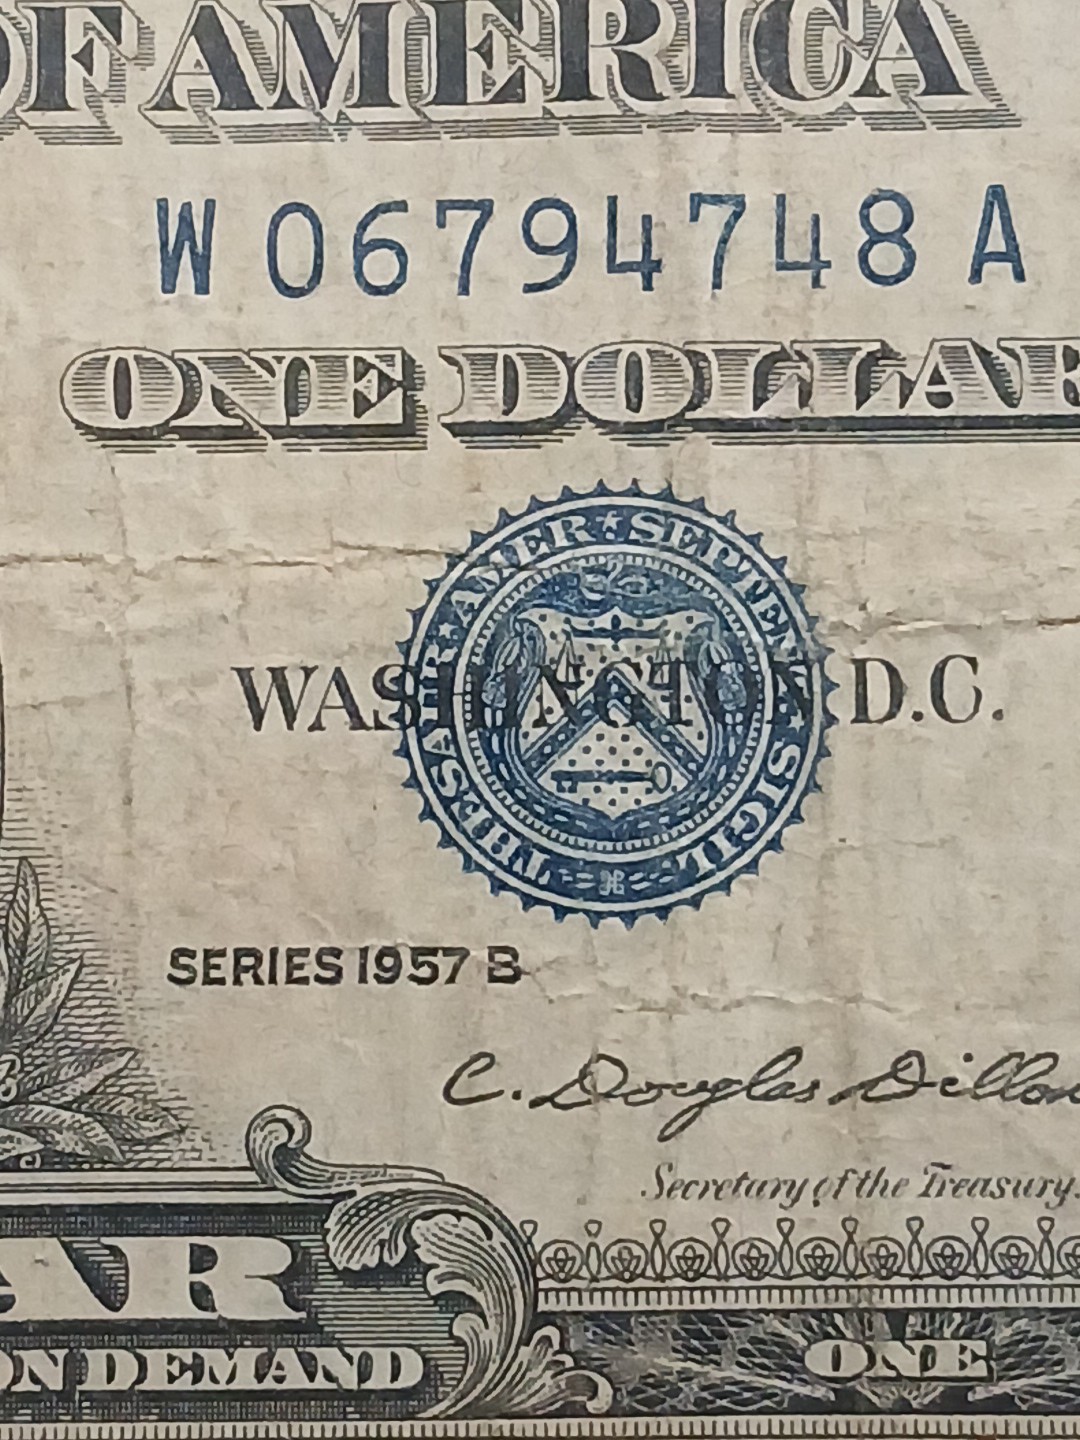 OF AMERICA
W 06794748 A
ONE DOLLAR
THESAUR. AMER. SEPTENT. SIGIL.
WASHINGTON, D.C.
SERIES 1957 B
C. Douglas Dillon
Secretary of the Treasury.
AR
ON DEMAND
ONE